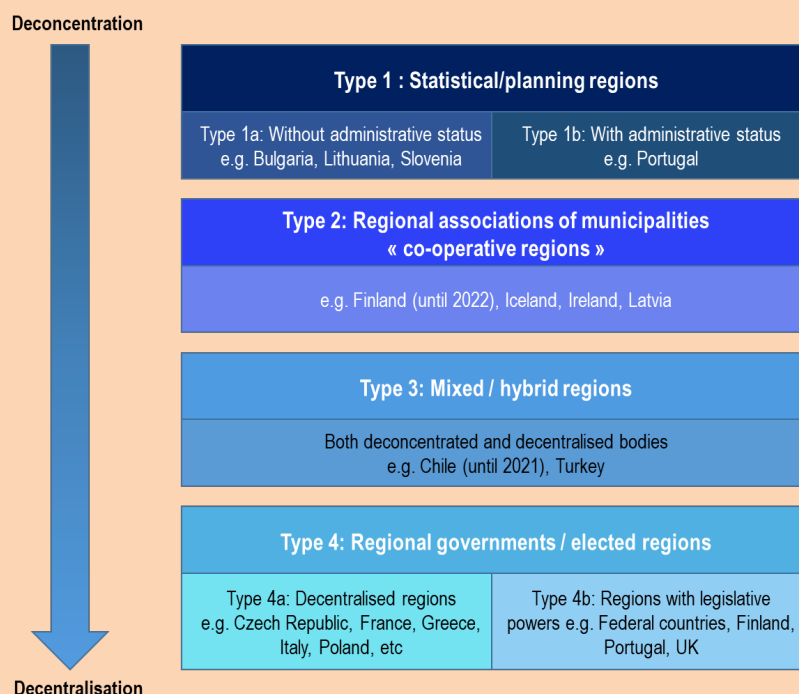 Deconcentration
Type 1 : Statistical/planning regions
Type 1a: Without administrative status
e.g. Bulgaria, Lithuania, Slovenia
Type 1b: With administrative status
e.g. Portugal
Type 2: Regional associations of municipalities
« co-operative regions »
e.g. Finland (until 2022), Iceland, Ireland, Latvia
Type 3: Mixed / hybrid regions
Both deconcentrated and decentralised bodies
e.g. Chile (until 2021), Turkey
Type 4: Regional governments / elected regions
Type 4a: Decentralised regions
e.g. Czech Republic, France, Greece,
Italy, Poland, etc
Type 4b: Regions with legislative
powers e.g. Federal countries, Finland,
Portugal, UK
Decentralisation